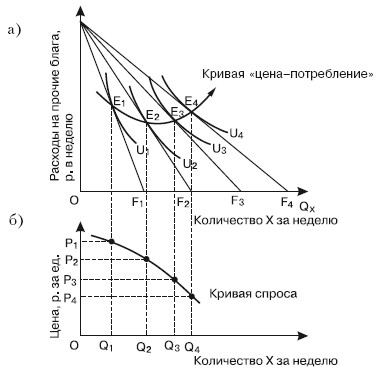 а)
Расходы на прочие блага,
р. в неделю
Кривая «цена–потребление»
E1
E2
E3
E4
U1
U2
U3
U4
O
F1
F2
F3
F4
Qx
Количество X за неделю
б)
Цена, р. за ед.
P1
P2
P3
P4
Кривая спроса
O
Q1
Q2
Q3
Q4
Количество X за неделю